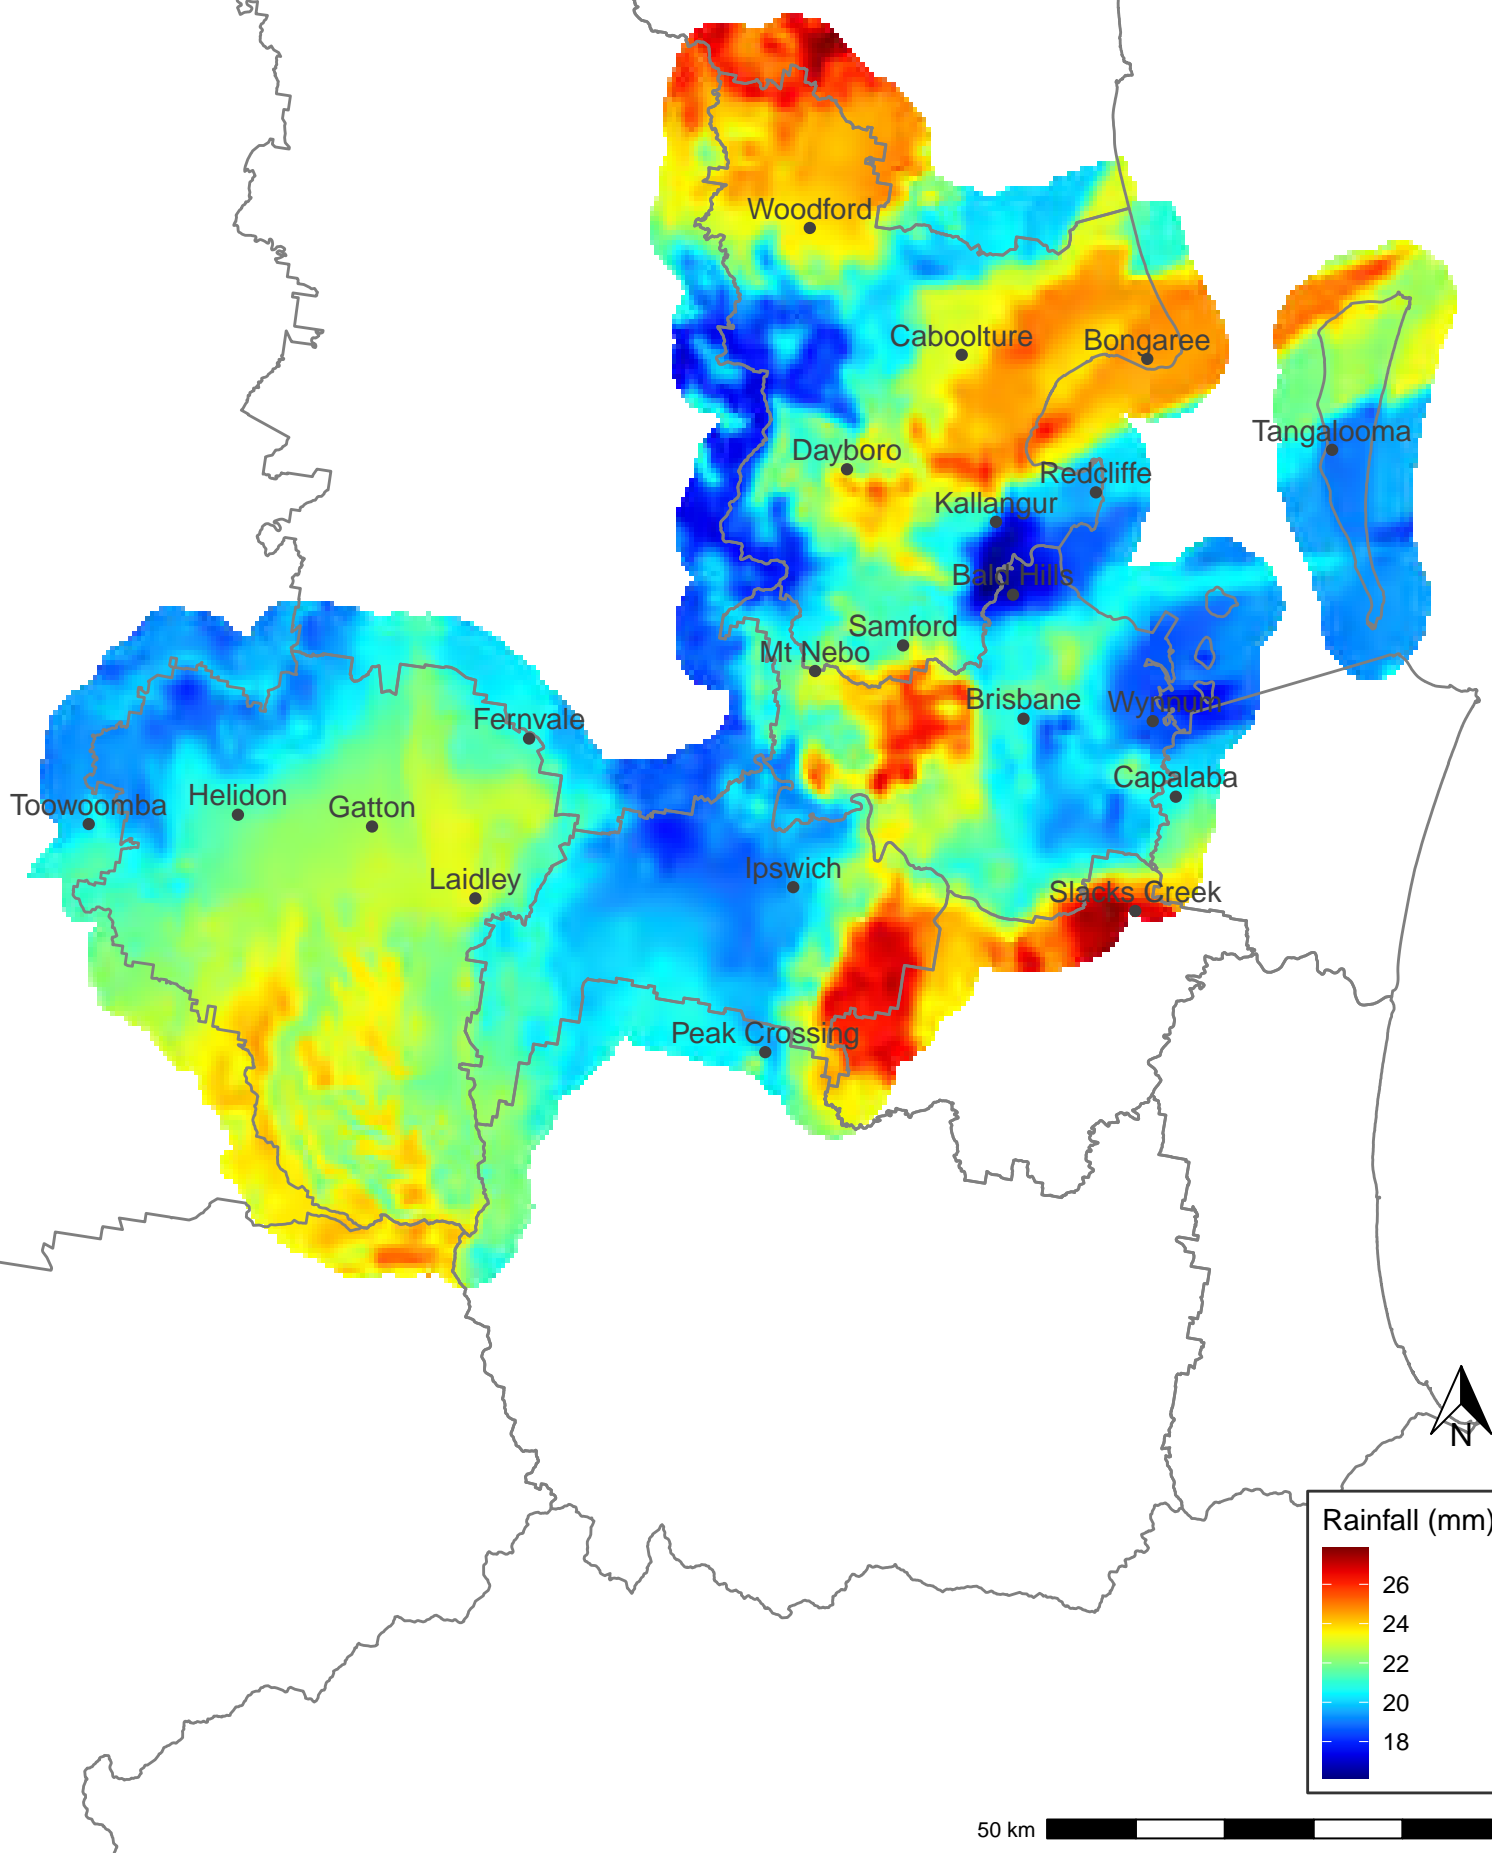 Woodford
Caboolture
Bongaree
Tangalooma
Dayboro
Redcliffe
Kallangur
Bald Hills
Samford
Mt Nebo
Brisbane
Wynnum
Fernvale
Capalaba
Toowoomba
Helidon
Gatton
Ipswich
Laidley
Slacks Creek
Peak Crossing
N
Rainfall (mm)
26
24
22
20
18
50 km